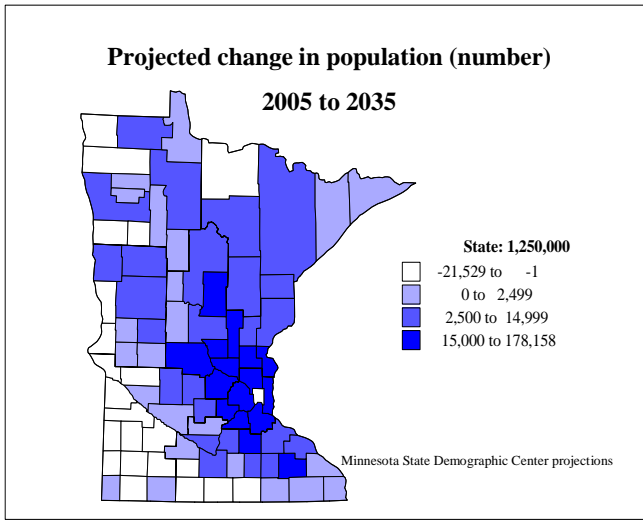 Projected change in population (number)
2005 to 2035
State: 1,250,000
-21,529 to -1
0 to 2,499
2,500 to 14,999
15,000 to 178,158
Minnesota State Demographic Center projections